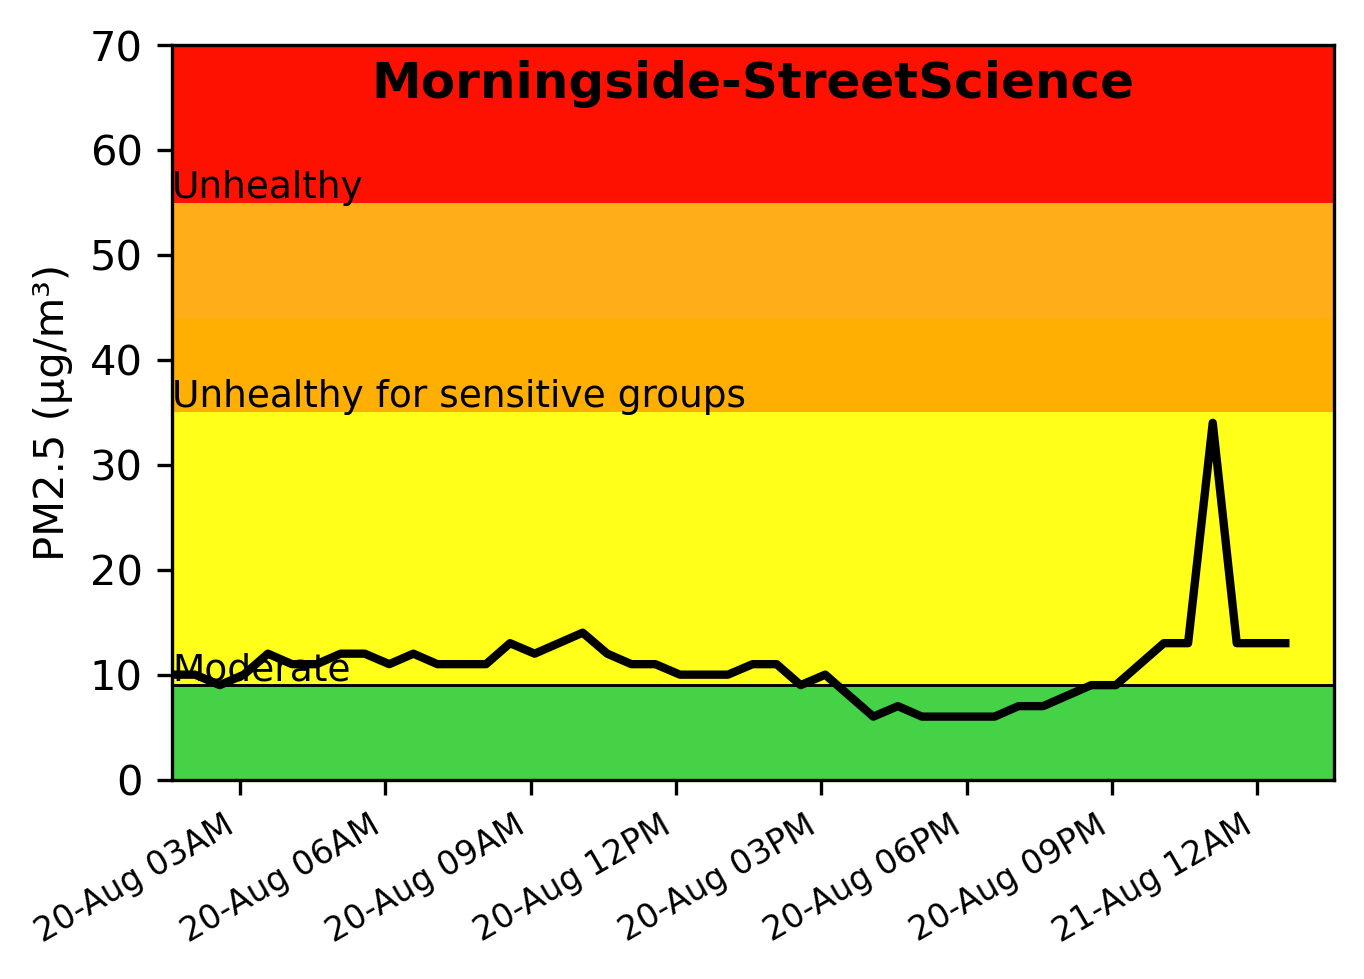 Morningside-StreetScience
PM2.5 (µg/m³)
70
60
50
40
30
20
10
0
Unhealthy
Unhealthy for sensitive groups
Moderate
20-Aug 03AM
20-Aug 06AM
20-Aug 09AM
20-Aug 12PM
20-Aug 03PM
20-Aug 06PM
20-Aug 09PM
21-Aug 12AM